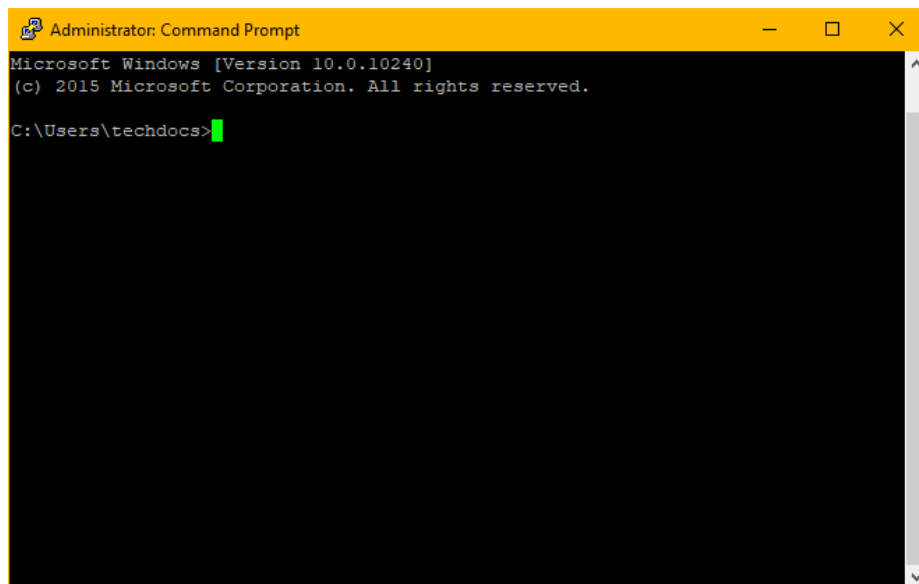 Administrator: Command Prompt
Microsoft Windows [Version 10.0.10240]
(c) 2015 Microsoft Corporation. All rights reserved.
C:\Users\techdocs>